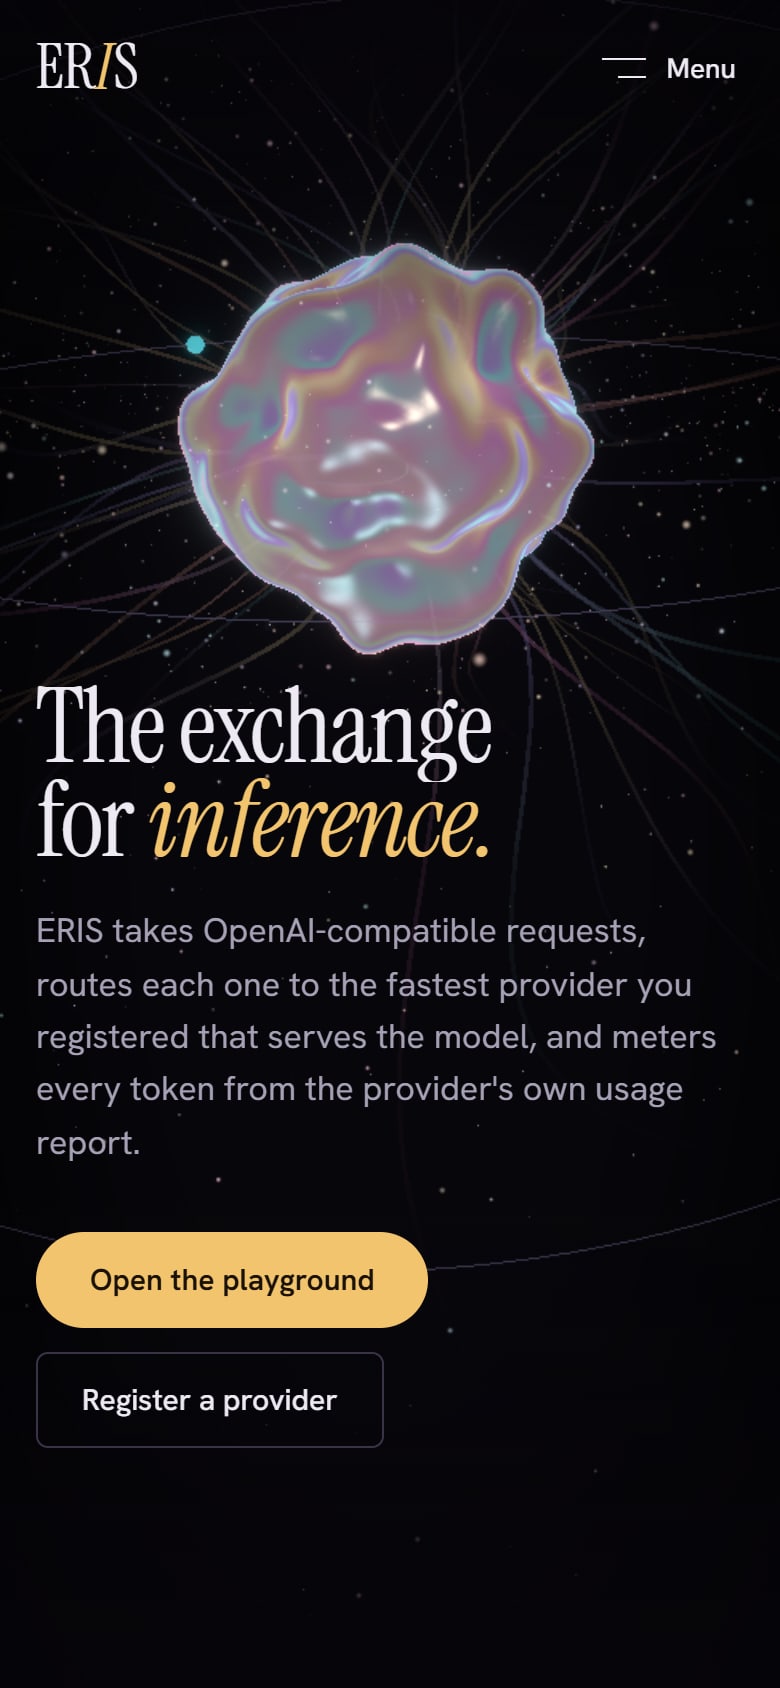 ERIS
Menu
The exchange
for inference.
ERIS takes OpenAI-compatible requests,
routes each one to the fastest provider you
registered that serves the model, and meters
every token from the provider's own usage
report.
Open the playground
Register a provider